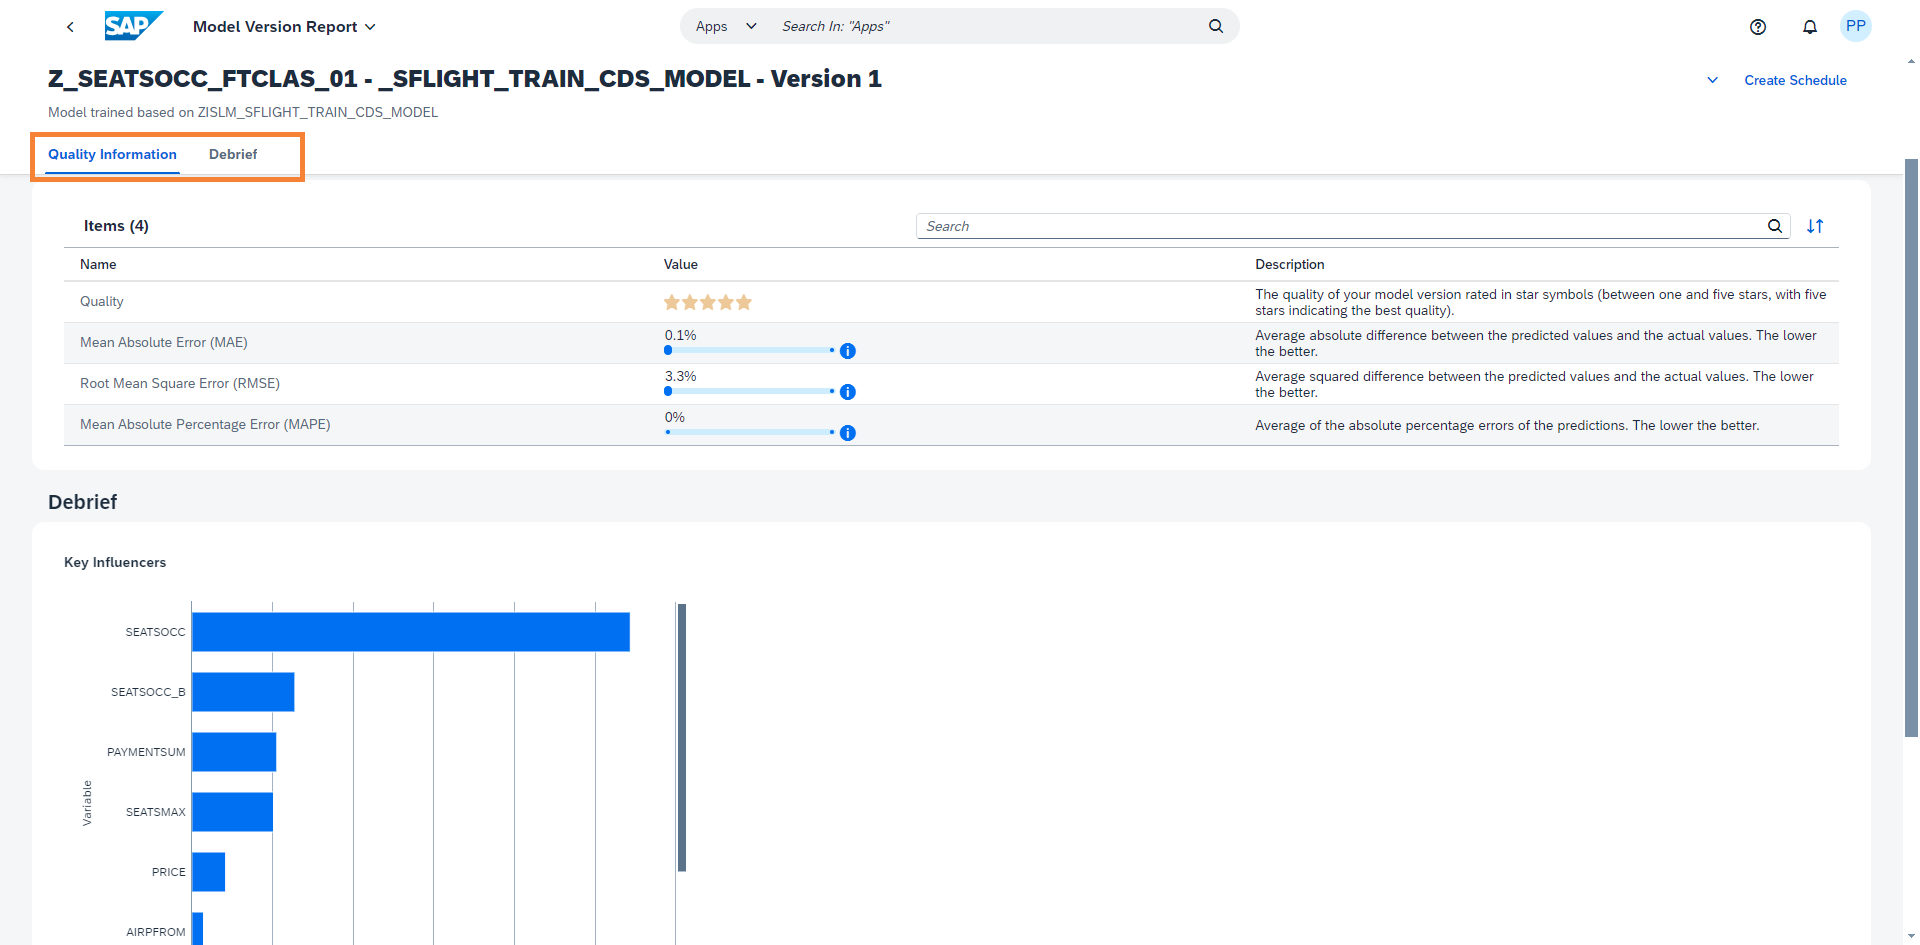 SAP Model Version Report Apps Search In: "Apps" PP
Z_SEATSOCC_FTCLAS_01 - _SFLIGHT_TRAIN_CDS_MODEL - Version 1 Create Schedule
Model trained based on ZISLM_SFLIGHT_TRAIN_CDS_MODEL
Quality Information Debrief
Items (4) Search
Name Value Description
Quality The quality of your model version rated in star symbols (between one and five stars, with five
stars indicating the best quality).
Mean Absolute Error (MAE) 0.1% Average absolute difference between the predicted values and the actual values. The lower
the better.
Root Mean Square Error (RMSE) 3.3% Average squared difference between the predicted values and the actual values. The lower
the better.
Mean Absolute Percentage Error (MAPE) 0% Average of the absolute percentage errors of the predictions. The lower the better.
Debrief
Key Influencers
SEATSOCC
SEATSOCC_B
PAYMENTSUM
Variable
SEATSMAX
PRICE
AIRPFROM